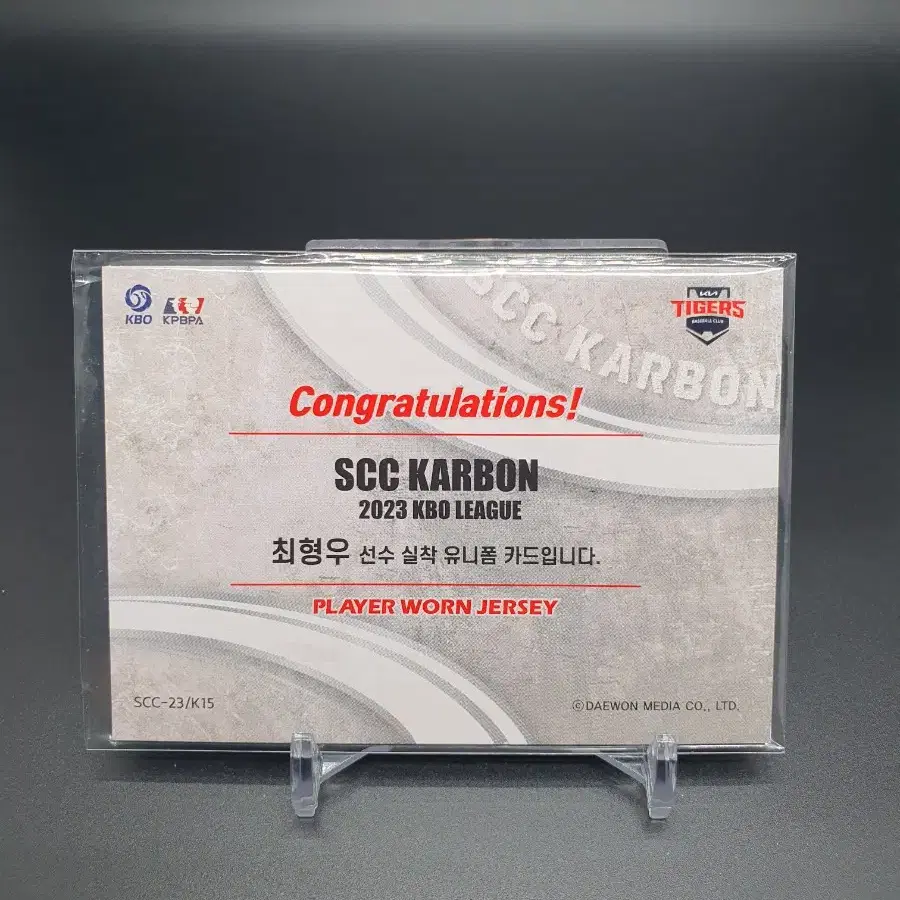 KBO
KPBPA
KIA
TIGERS
BASEBALL CLUB
SCC KARBON
Congratulations!
SCC KARBON
2023 KBO LEAGUE
최형우 선수 실착 유니폼 카드입니다.
PLAYER WORN JERSEY
SCC-23/K15
©DAEWON MEDIA CO., LTD.